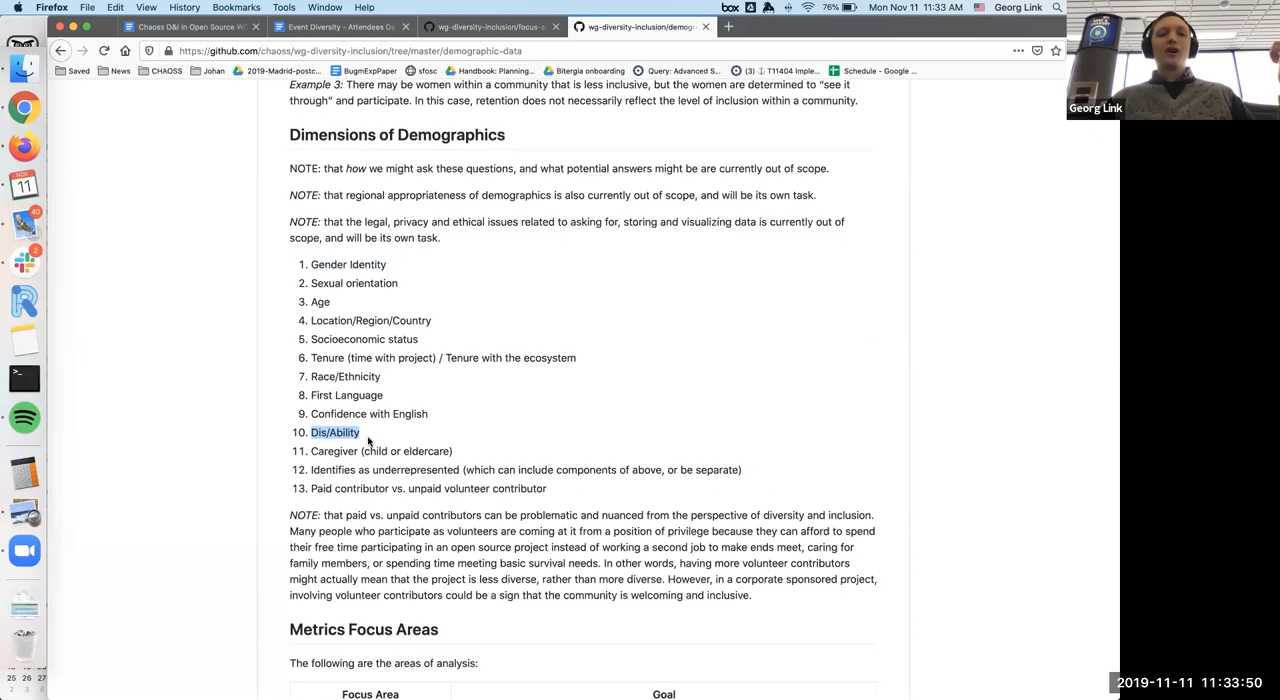 Firefox File Edit View History Bookmarks Tools Window Help box 76% Mon Nov 11 11:33 AM Georg Link
Chaoss D&I in Open Source W Event Diversity - Attendees De wg-diversity-inclusion/focus-a wg-diversity-inclusion/demogr
https://github.com/chaoss/wg-diversity-inclusion/tree/master/demographic-data
Saved News CHAOSS Johan 2019-Madrid-postc... BugmExpPaper sfosc Handbook: Planning... Bitergia onboarding Query: Advanced S... (3) T11404 Imple... Schedule - Google ...
Example 3: There may be women within a community that is less inclusive, but the women are determined to “see it
through” and participate. In this case, retention does not necessarily reflect the level of inclusion within a community.
Georg Link
Dimensions of Demographics
NOTE: that how we might ask these questions, and what potential answers might be are currently out of scope.
NOTE: that regional appropriateness of demographics is also currently out of scope, and will be its own task.
NOTE: that the legal, privacy and ethical issues related to asking for, storing and visualizing data is currently out of
scope, and will be its own task.
1. Gender Identity
2. Sexual orientation
3. Age
4. Location/Region/Country
5. Socioeconomic status
6. Tenure (time with project) / Tenure with the ecosystem
7. Race/Ethnicity
8. First Language
9. Confidence with English
10. Dis/Ability
11. Caregiver (child or eldercare)
12. Identifies as underrepresented (which can include components of above, or be separate)
13. Paid contributor vs. unpaid volunteer contributor
NOTE: that paid vs. unpaid contributors can be problematic and nuanced from the perspective of diversity and inclusion.
Many people who participate as volunteers are coming at it from a position of privilege because they can afford to spend
their free time participating in an open source project instead of working a second job to make ends meet, caring for
family members, or spending time meeting basic survival needs. In other words, having more volunteer contributors
might actually mean that the project is less diverse, rather than more diverse. However, in a corporate sponsored project,
involving volunteer contributors could be a sign that the community is welcoming and inclusive.
Metrics Focus Areas
The following are the areas of analysis:
Focus Area Goal
NOV
11
40
2
25 26 27
2 3 4
2019-11-11 11:33:50